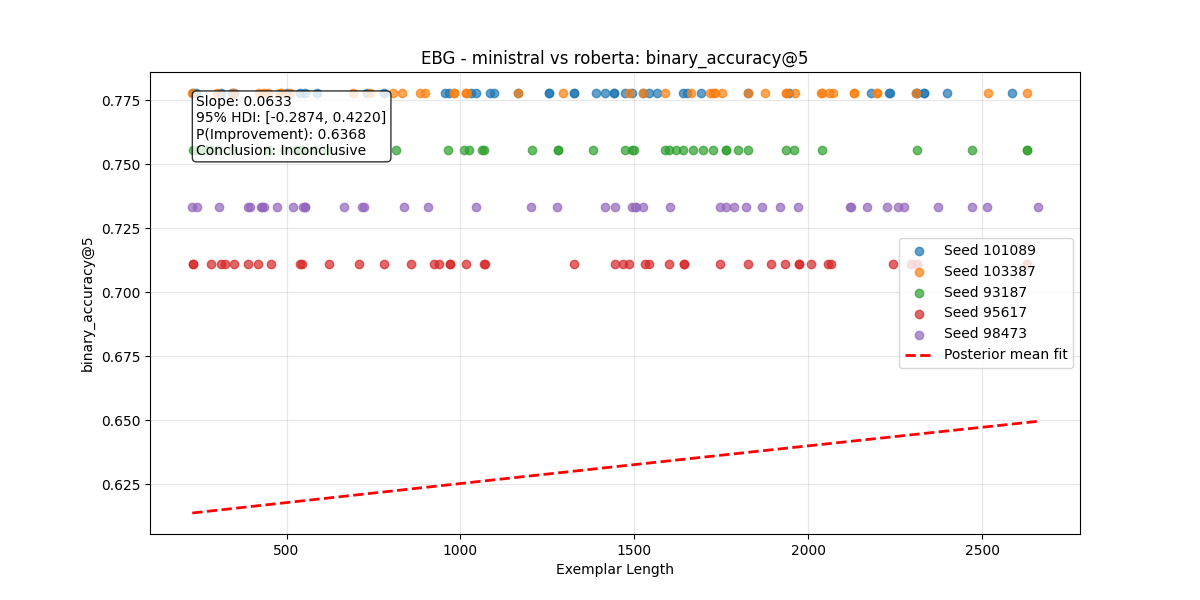 EBG - ministral vs roberta: binary_accuracy@5
binary_accuracy@5
0.775
0.750
0.725
0.700
0.675
0.650
0.625
Slope: 0.0633
95% HDI: [-0.2874, 0.4220]
P(Improvement): 0.6368
Conclusion: Inconclusive
Seed 101089
Seed 103387
Seed 93187
Seed 95617
Seed 98473
Posterior mean fit
500
1000
1500
2000
2500
Exemplar Length